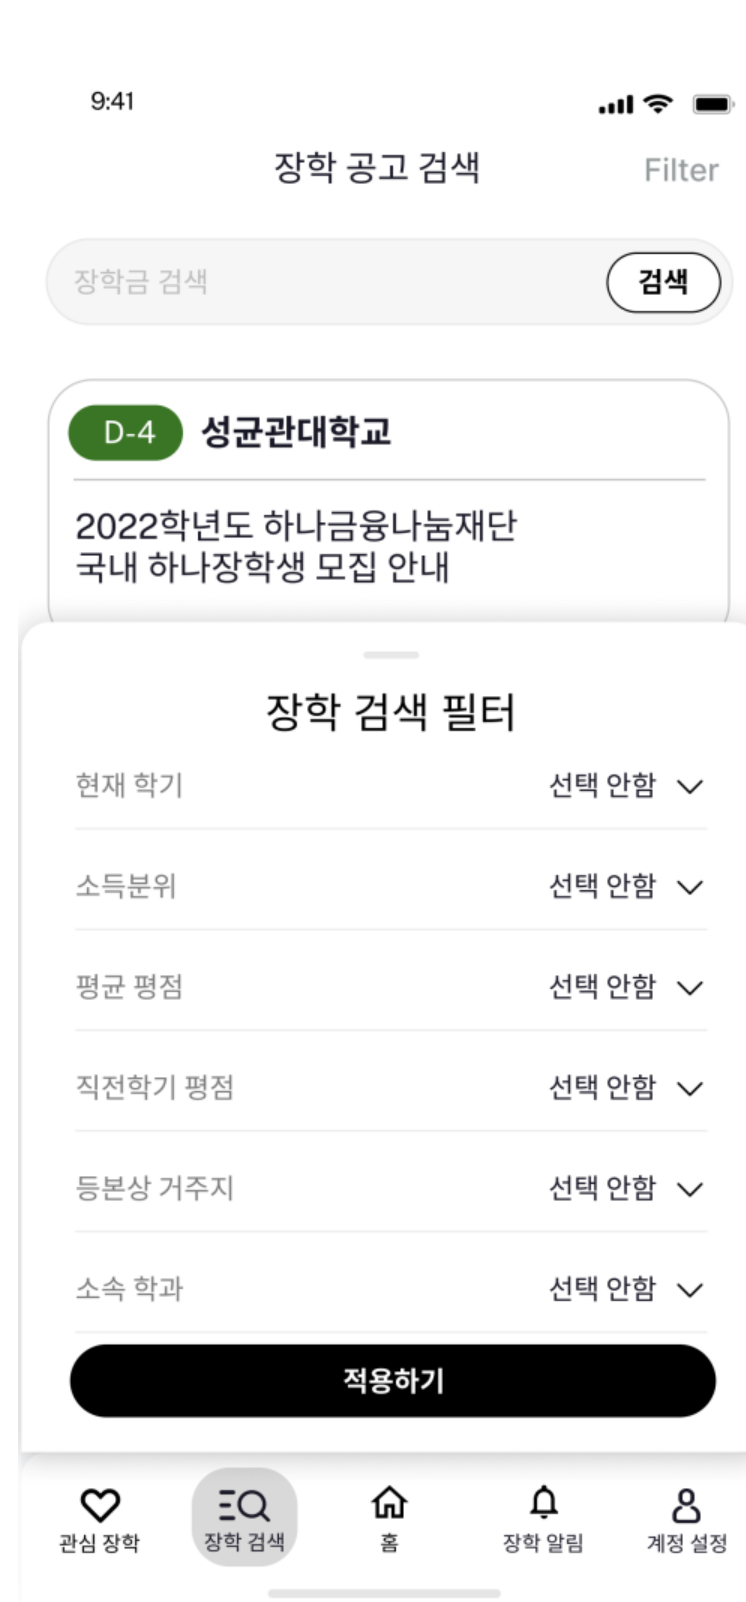 9:41
장학 공고 검색
Filter
장학금 검색
검색
D-4 성균관대학교
2022학년도 하나금융나눔재단
국내 하나장학생 모집 안내
장학 검색 필터
현재 학기 선택 안함
소득분위 선택 안함
평균 평점 선택 안함
직전학기 평점 선택 안함
등본상 거주지 선택 안함
소속 학과 선택 안함
적용하기
관심 장학 장학 검색 홈 장학 알림 계정 설정